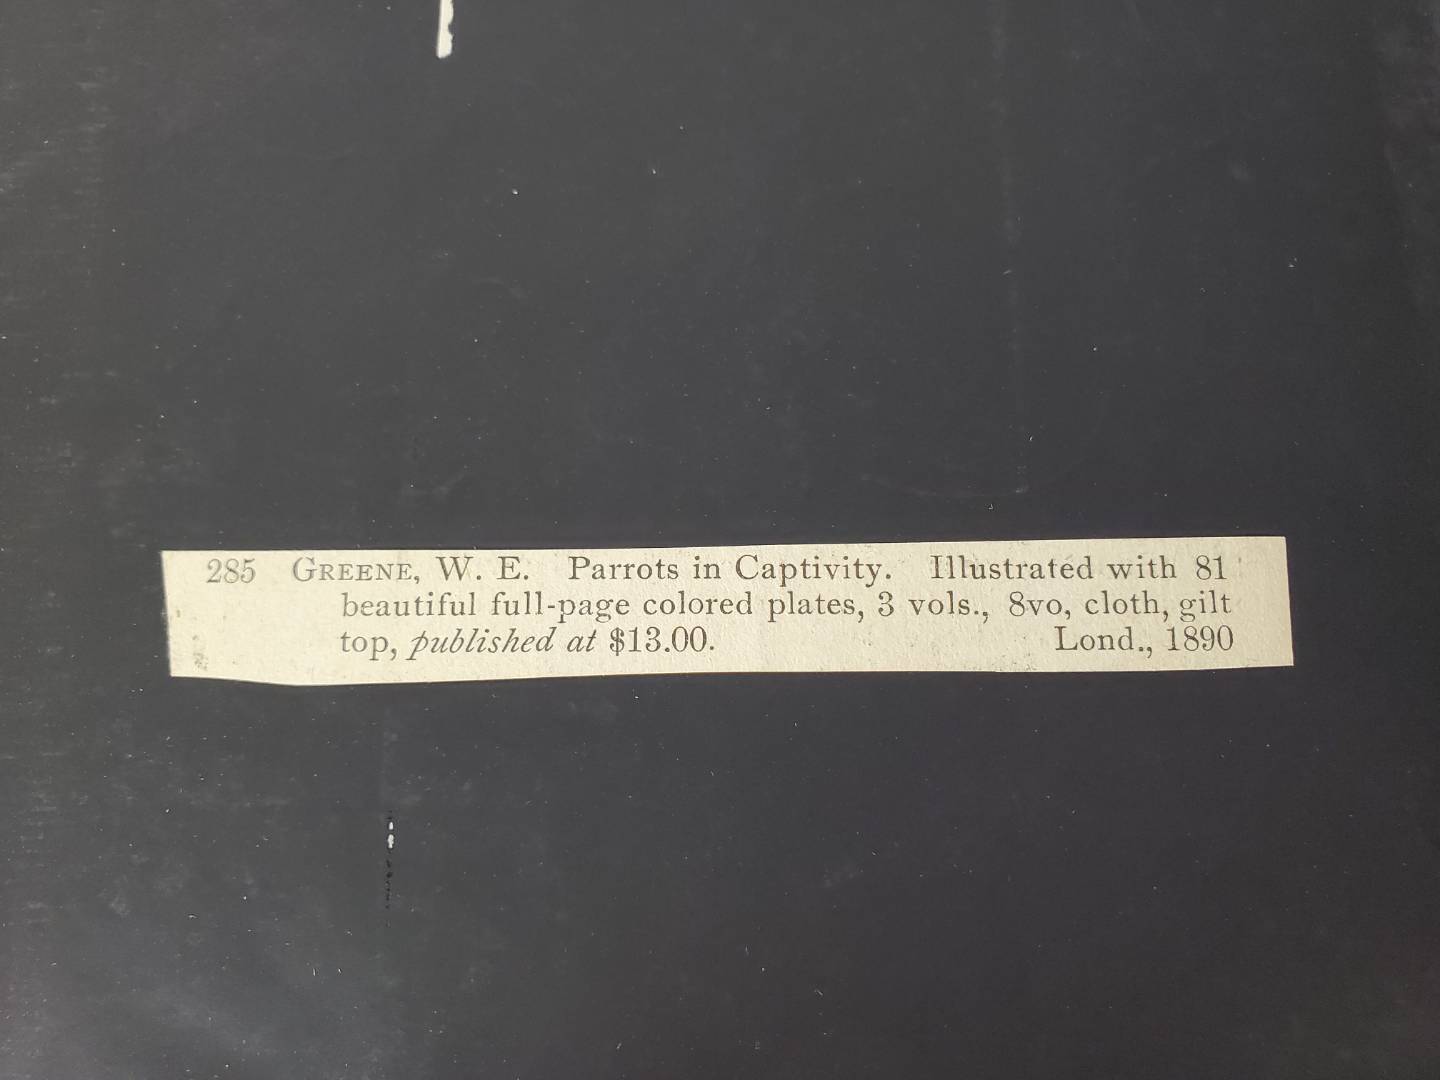 285 GREENE, W. E. Parrots in Captivity. Illustrated with 81
beautiful full-page colored plates, 3 vols., 8vo, cloth, gilt
top, published at $13.00. Lond., 1890